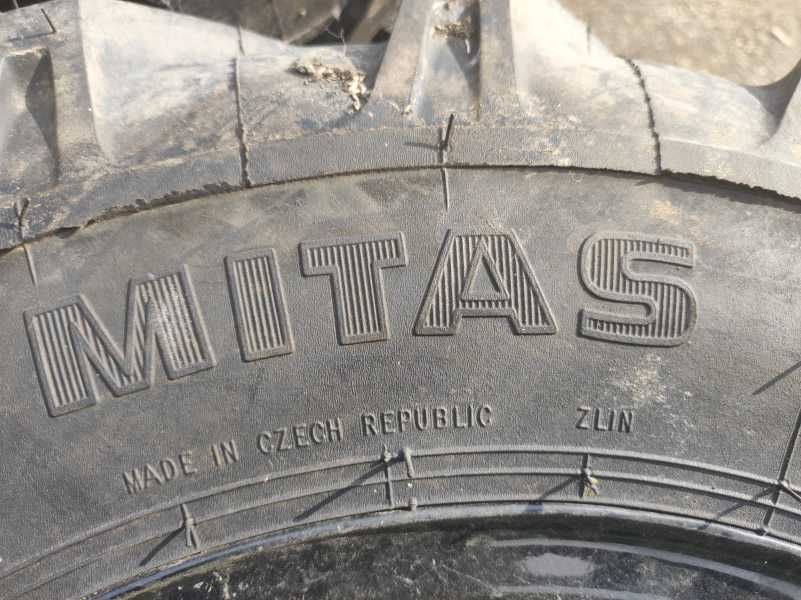 MITAS
MADE IN CZECH REPUBLIC ZLIN